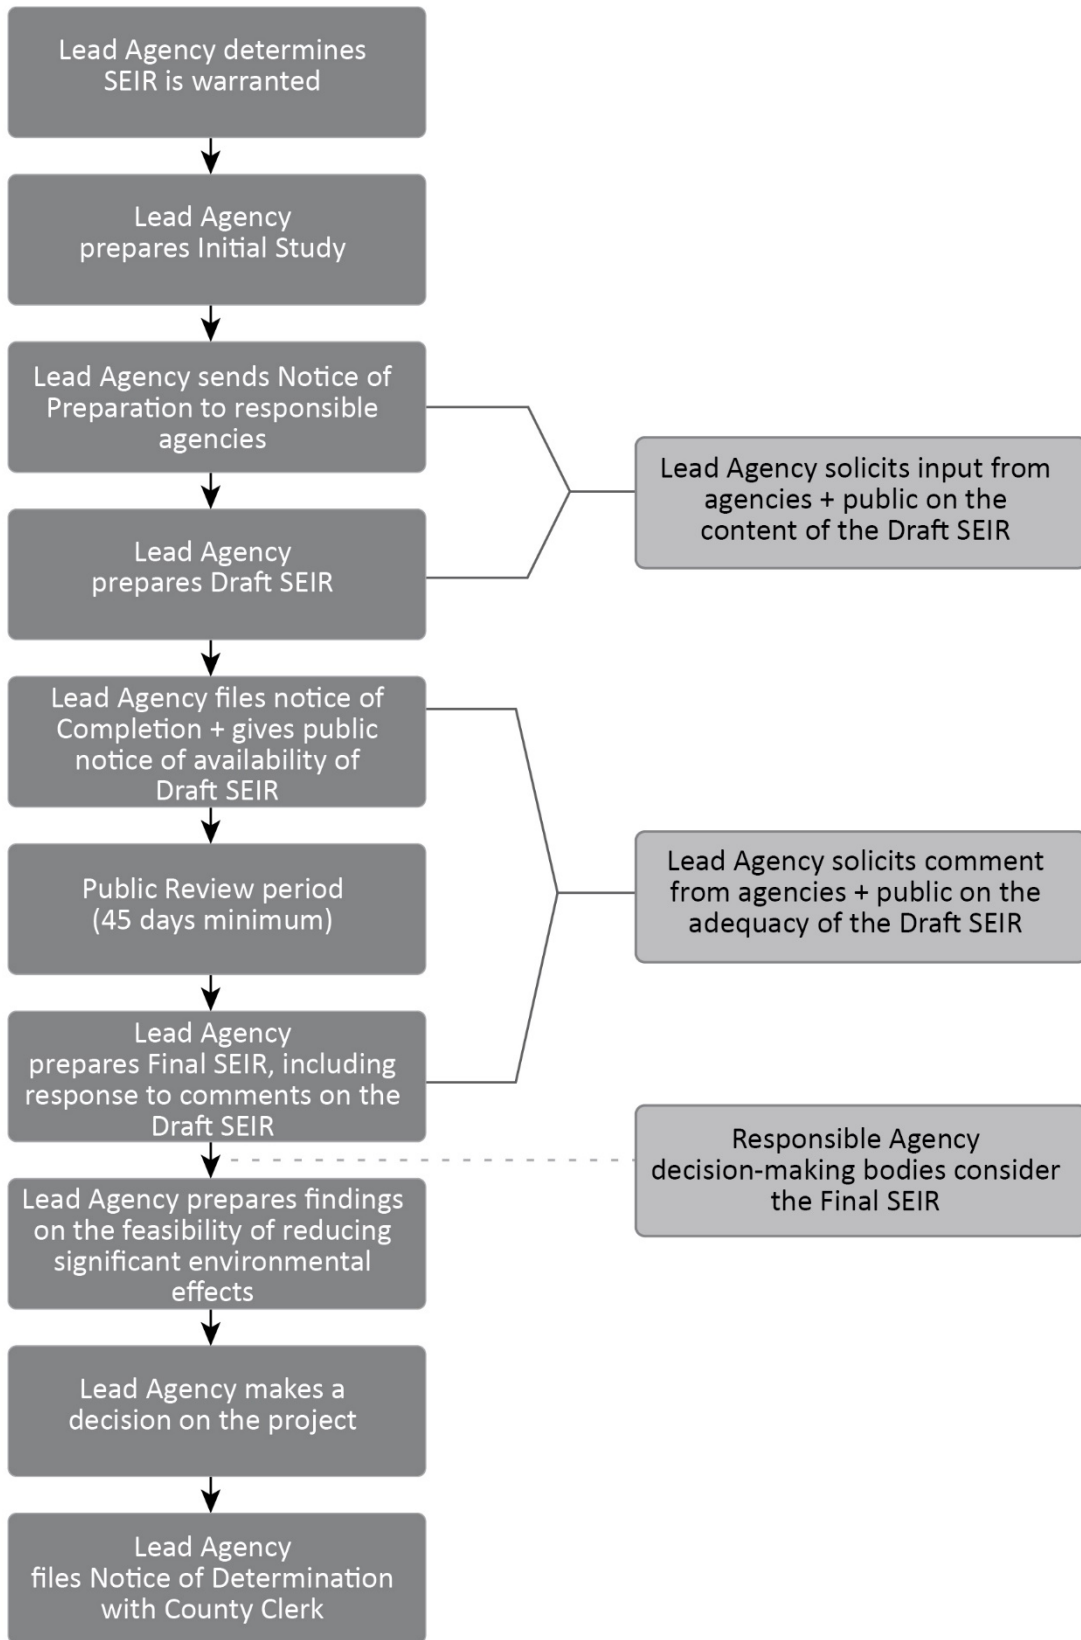 Lead Agency determines
SEIR is warranted
Lead Agency
prepares Initial Study
Lead Agency sends Notice of
Preparation to responsible
agencies
Lead Agency solicits input from
agencies + public on the
content of the Draft SEIR
Lead Agency
prepares Draft SEIR
Lead Agency files notice of
Completion + gives public
notice of availability of
Draft SEIR
Public Review period
(45 days minimum)
Lead Agency solicits comment
from agencies + public on the
adequacy of the Draft SEIR
Lead Agency
prepares Final SEIR, including
response to comments on the
Draft SEIR
Responsible Agency
decision-making bodies consider
the Final SEIR
Lead Agency prepares findings
on the feasibility of reducing
significant environmental
effects
Lead Agency makes a
decision on the project
Lead Agency
files Notice of Determination
with County Clerk